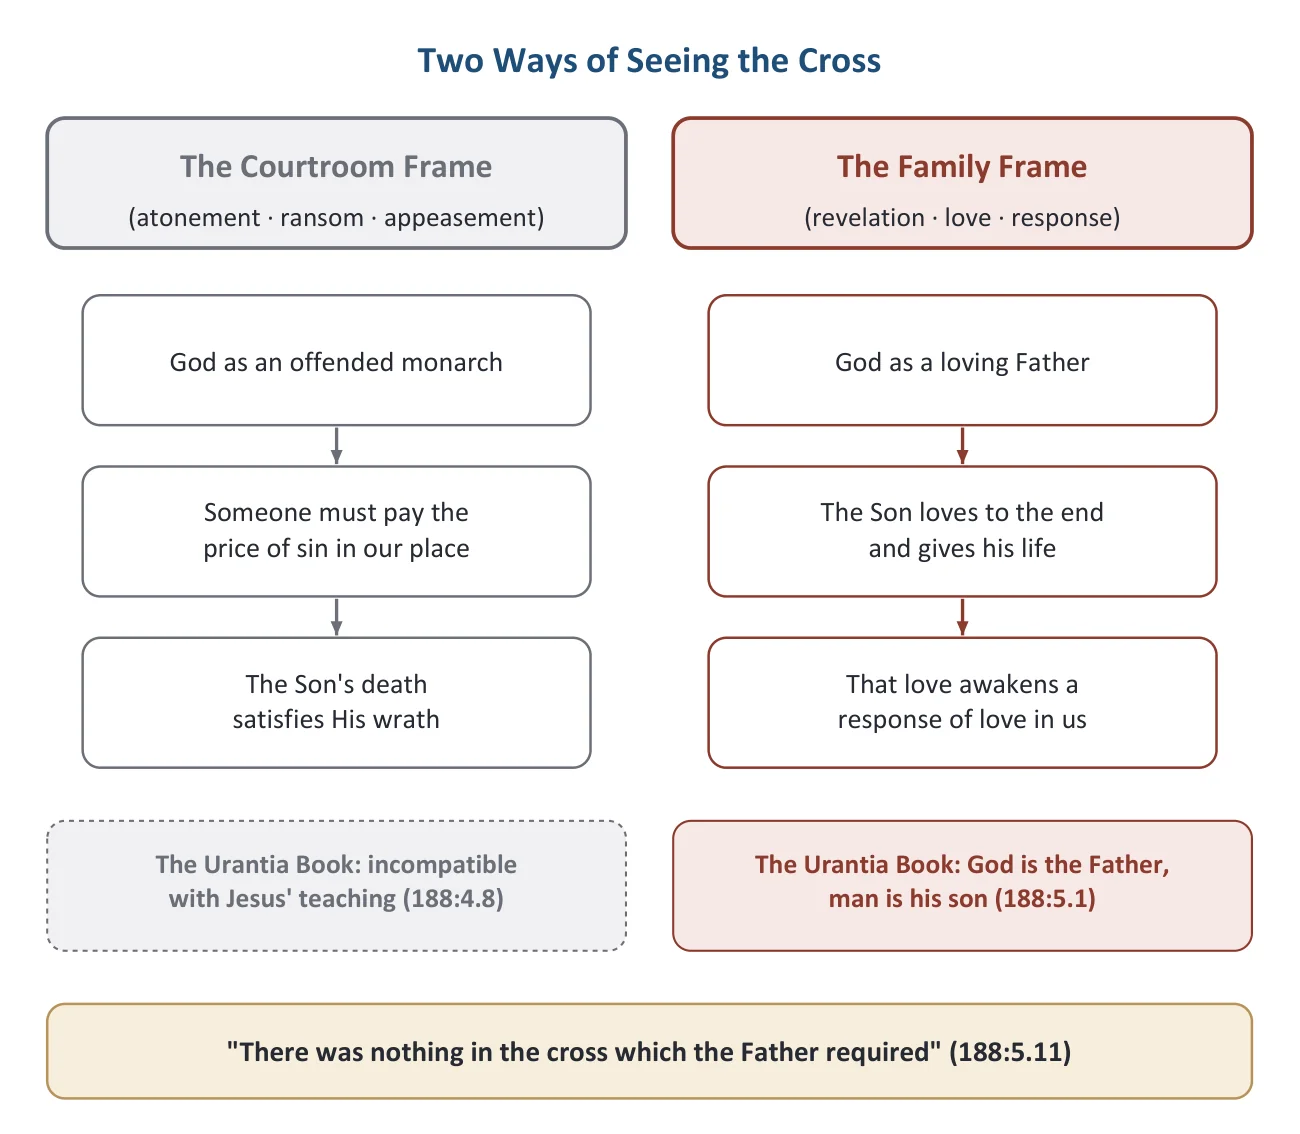 Two Ways of Seeing the Cross
The Courtroom Frame
(atonement · ransom · appeasement)
God as an offended monarch
Someone must pay the
price of sin in our place
The Son's death
satisfies His wrath
The Urantia Book: incompatible
with Jesus' teaching (188:4.8)
The Family Frame
(revelation · love · response)
God as a loving Father
The Son loves to the end
and gives his life
That love awakens a
response of love in us
The Urantia Book: God is the Father,
man is his son (188:5.1)
"There was nothing in the cross which the Father required" (188:5.11)